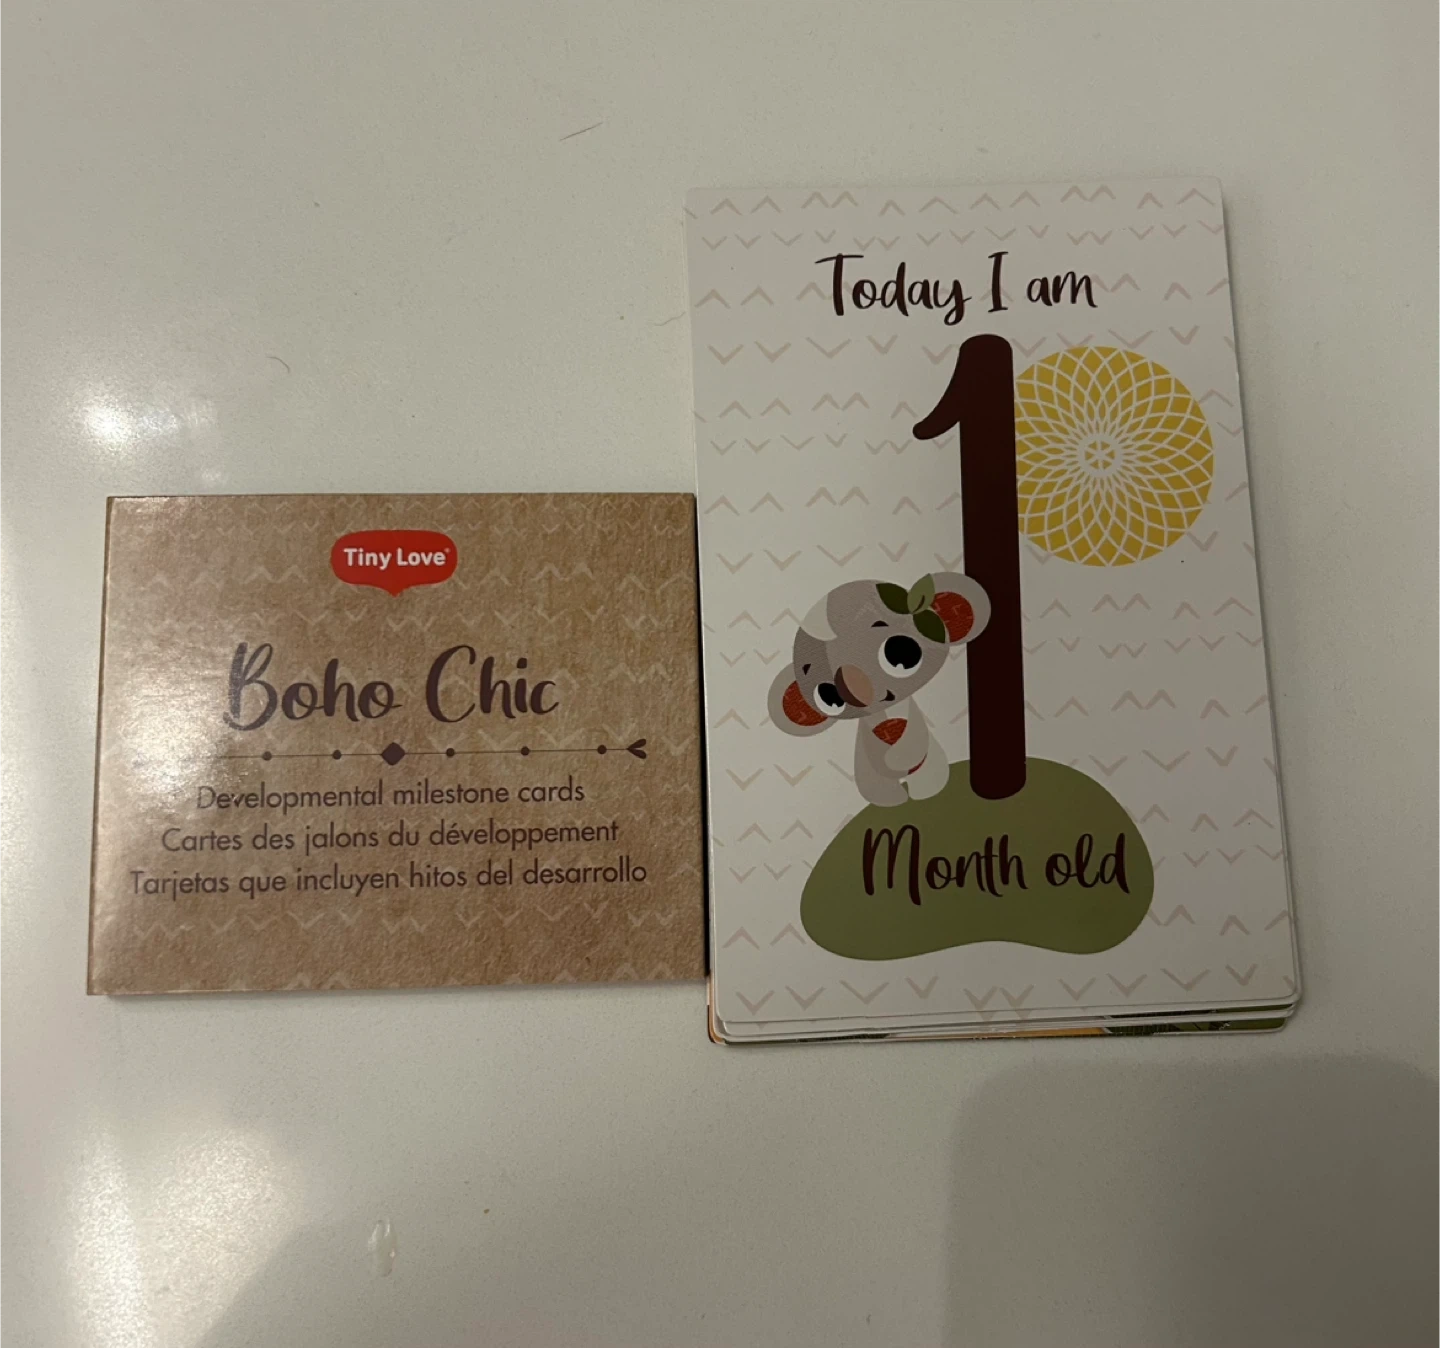 Tiny Love®
Boho Chic
Developmental milestone cards
Cartes des jalons du développement
Tarjetas que incluyen hitos del desarrollo
Today I am
1
Month old